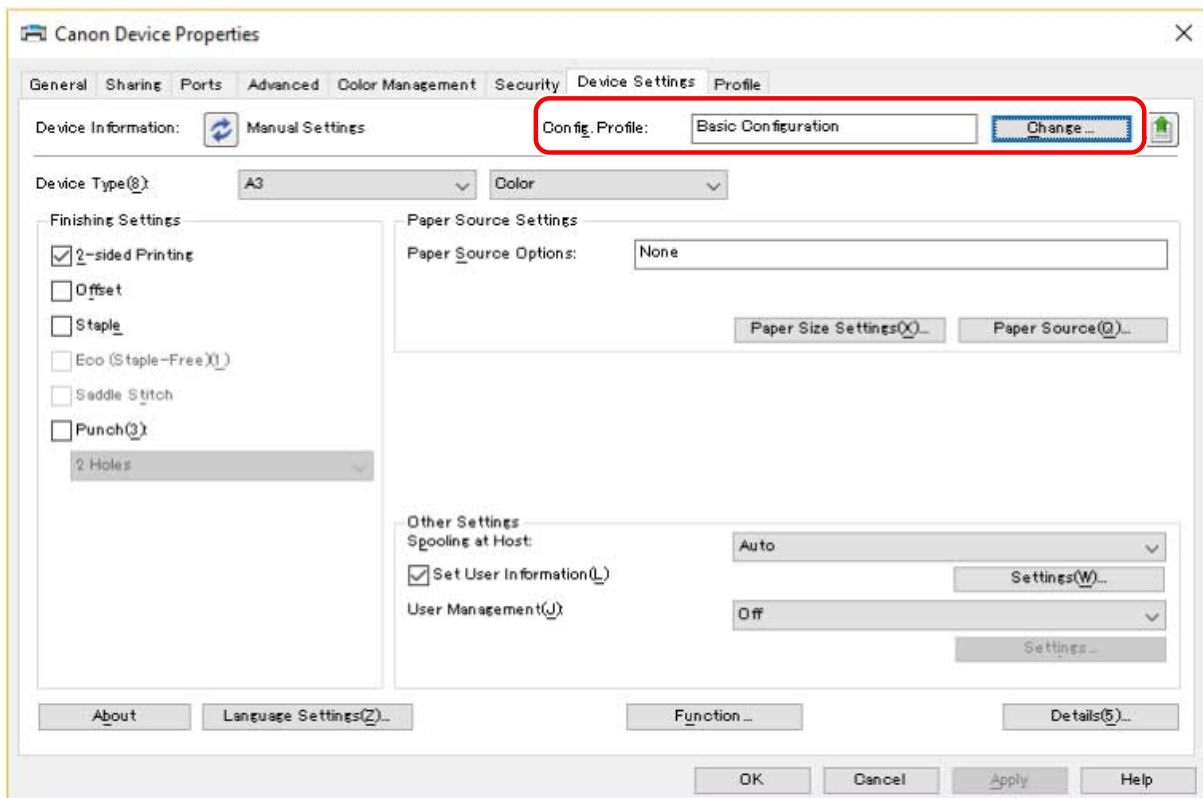 Canon Device Properties
General Sharing Ports Advanced Color Management Security Device Settings Profile
Device Information: Manual Settings Config. Profile: Basic Configuration Change...
Device Type(8): A3 Color
Finishing Settings
2-sided Printing
Offset
Staple
Eco (Staple-Free)(1)
Saddle Stitch
Punch(3):
2 Holes
Paper Source Settings
Paper Source Options: None
Paper Size Settings(X)... Paper Source(Q)...
Other Settings
Spooling at Host: Auto
Set User Information(L) Settings(W)...
User Management(J): Off
Settings...
About Language Settings(Z)... Function... Details(5)...
OK Cancel Apply Help